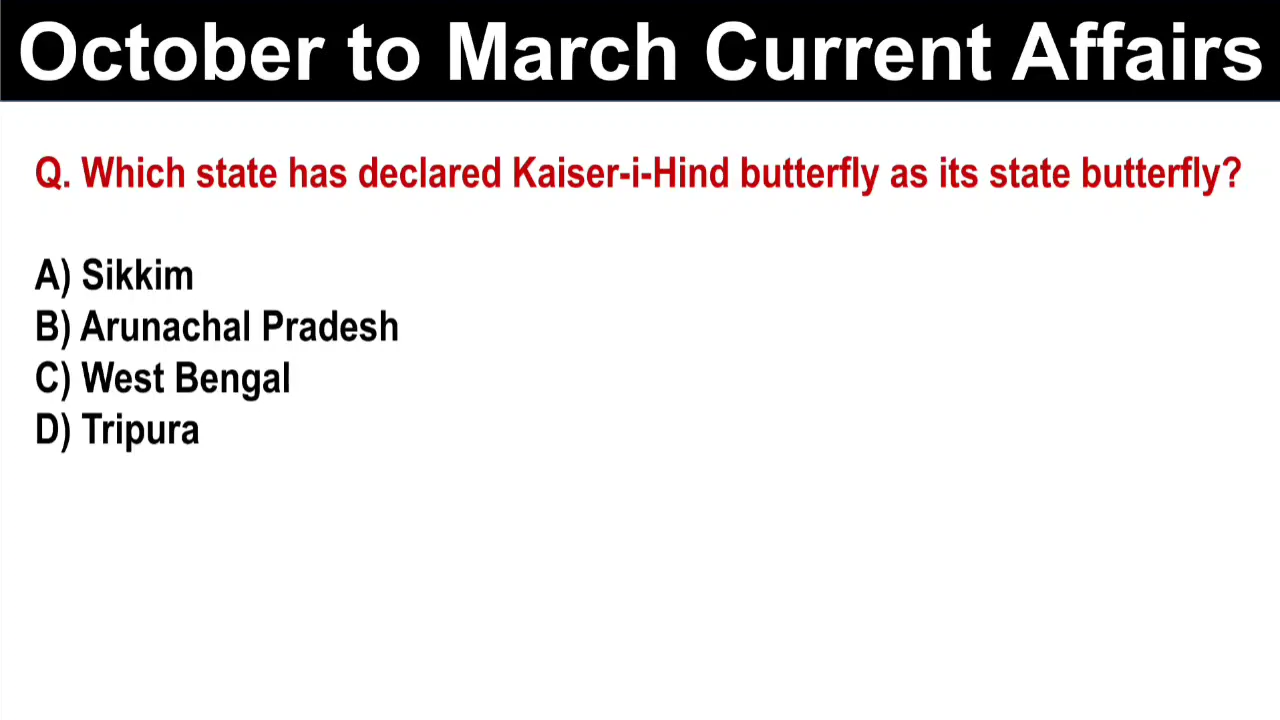 October to March Current Affairs
Q. Which state has declared Kaiser-i-Hind butterfly as its state butterfly?
A) Sikkim
B) Arunachal Pradesh
C) West Bengal
D) Tripura